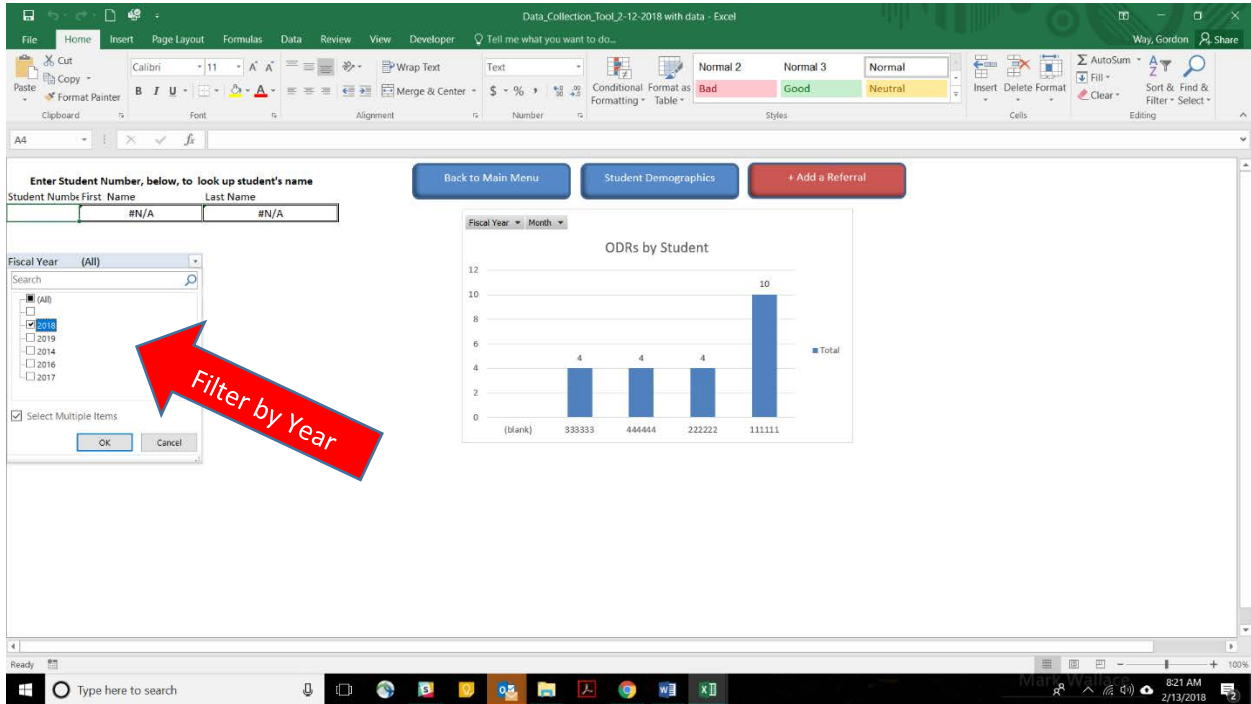 Data_Collection_Tool_2-12-2018 with data - Excel
File Home Insert Page Layout Formulas Data Review View Developer Tell me what you want to do... Way, Gordon Share
Cut
Copy
Paste
Format Painter
Clipboard
Calibri 11 A A
B I U A
Font
Wrap Text
Merge & Center
Alignment
Text
$ % ,
Number
Conditional Formatting
Format as Table
Normal 2 Normal 3 Normal
Bad Good Neutral
Styles
Insert Delete Format
Cells
AutoSum
Fill
Clear
Sort & Filter
Find & Select
Editing
A4 fx
Enter Student Number, below, to look up student's name
Student Numbe First Name Last Name
#N/A #N/A
Back to Main Menu
Student Demographics
+ Add a Referral
Fiscal Year (All)
Search
(All)
2018
2019
2014
2016
2017
Select Multiple Items
OK Cancel
Filter by Year
Fiscal Year Month
ODRs by Student
12
10
8
6
4
2
0
4 4 4 10
(blank) 333333 444444 222222 111111
Total
Ready
100%
Type here to search
Mark Wallace
8:21 AM
2/13/2018
2